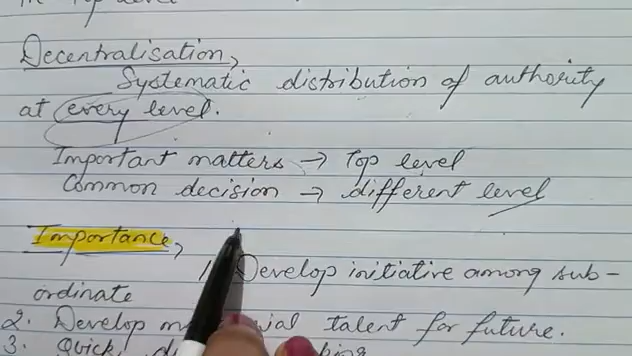 Decentralisation,
Systematic distribution of authority
at every level.
Important matters → Top level
Common decision → different level
Importance,
1. Develop initiative among sub-
ordinate
2. Develop talent for future.
3. Quick